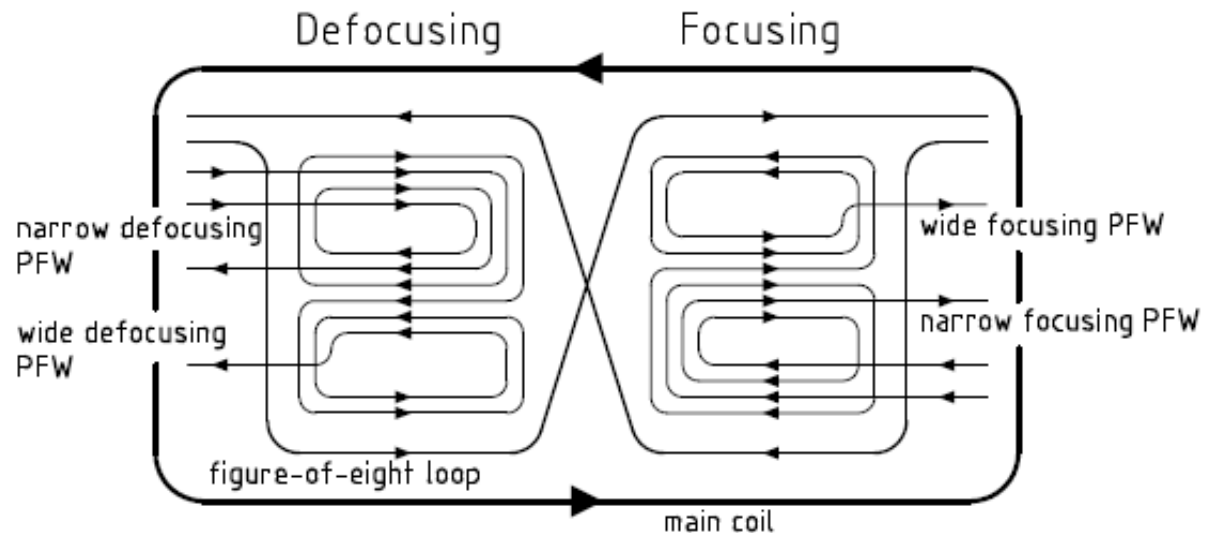 Defocusing
Focusing
narrow defocusing
PFW
wide focusing PFW
wide defocusing
PFW
narrow focusing PFW
figure-of-eight loop
main coil